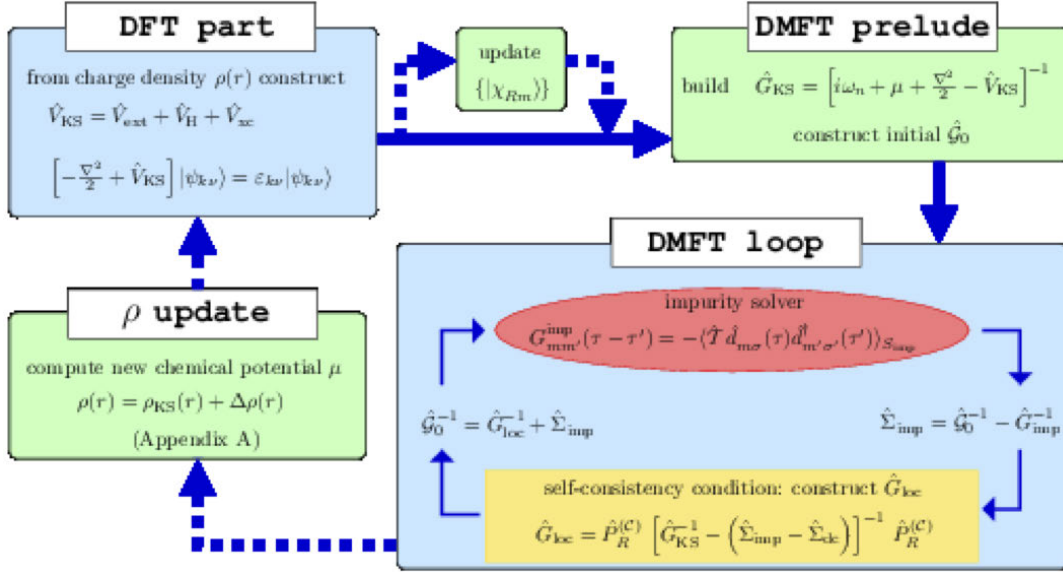 DFT part
from charge density ρ(r) construct
V̂_KS = V̂_ext + V̂_H + V̂_xc
[−∇²/2 + V̂_KS] |ψ_kν⟩ = ε_kν|ψ_kν⟩
update
{|χ_Rm⟩}
DMFT prelude
build Ĝ_KS = [iω_n + μ + ∇²/2 − V̂_KS]⁻¹
construct initial 𝒢̂_0
DMFT loop
impurity solver
G^imp_mm′(τ − τ′) = −⟨T̂ d̂_mσ(τ)d̂†_m′σ′(τ′)⟩_S_imp
𝒢̂_0⁻¹ = Ĝ_loc⁻¹ + Σ̂_imp
Σ̂_imp = 𝒢̂_0⁻¹ − Ĝ_imp⁻¹
self-consistency condition: construct Ĝ_loc
Ĝ_loc = P̂_R^(𝒞) [Ĝ_KS⁻¹ − (Σ̂_imp − Σ̂_dc)]⁻¹ P̂_R^(𝒞)
ρ update
compute new chemical potential μ
ρ(r) = ρ_KS(r) + Δρ(r)
(Appendix A)